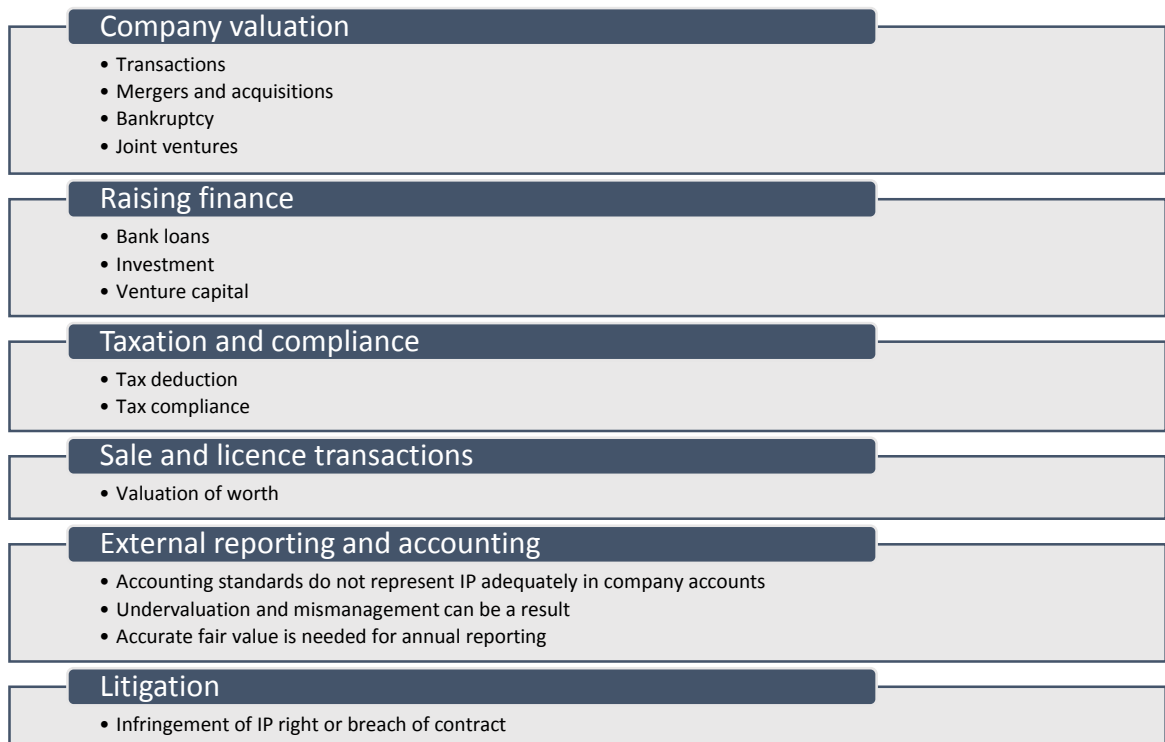 Company valuation
• Transactions
• Mergers and acquisitions
• Bankruptcy
• Joint ventures
Raising finance
• Bank loans
• Investment
• Venture capital
Taxation and compliance
• Tax deduction
• Tax compliance
Sale and licence transactions
• Valuation of worth
External reporting and accounting
• Accounting standards do not represent IP adequately in company accounts
• Undervaluation and mismanagement can be a result
• Accurate fair value is needed for annual reporting
Litigation
• Infringement of IP right or breach of contract